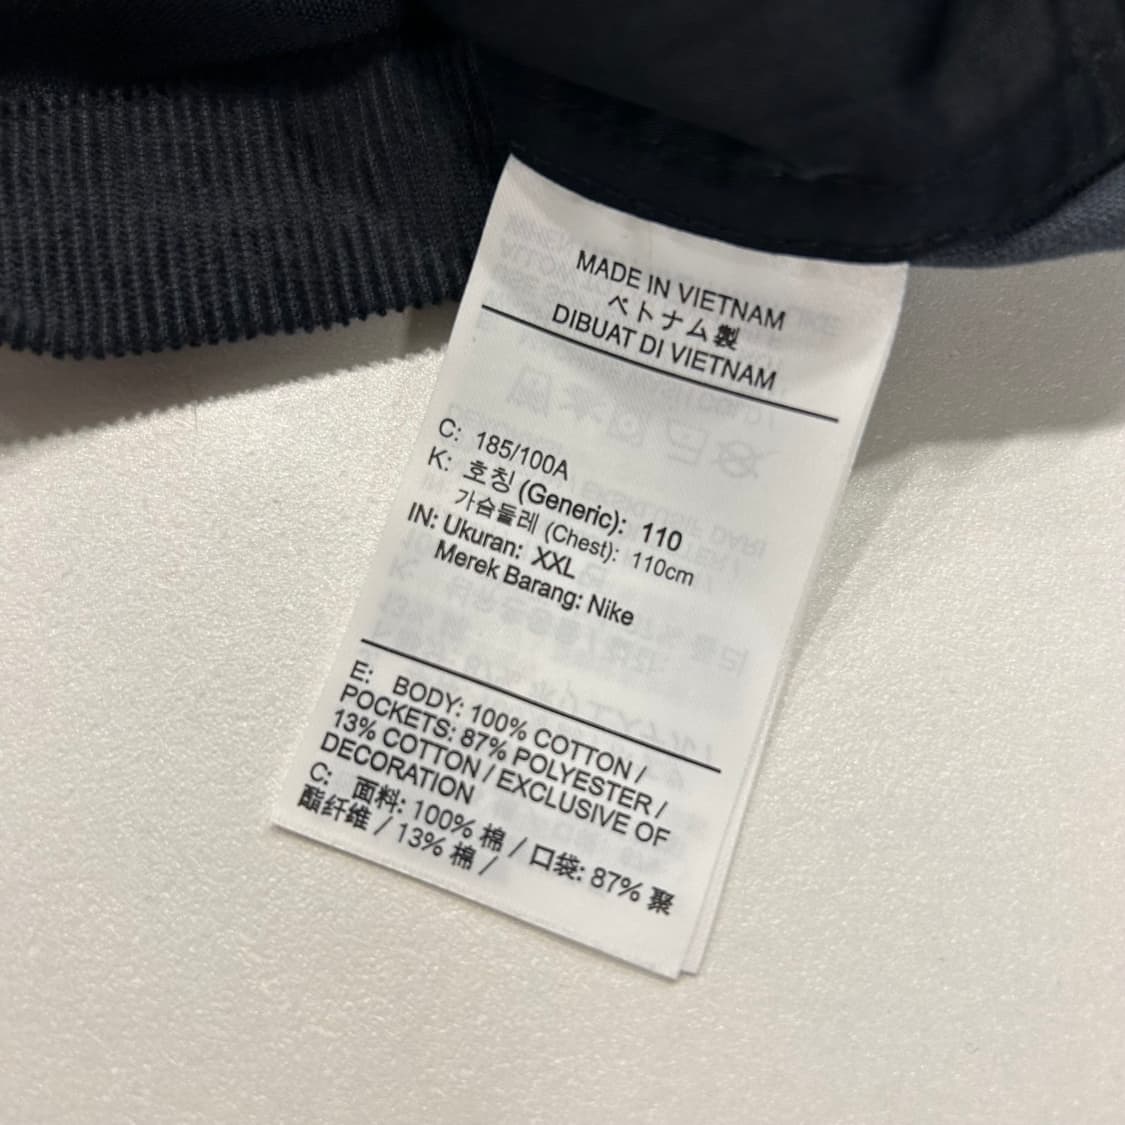 MADE IN VIETNAM
ベトナム製
DIBUAT DI VIETNAM
C: 185/100A
K: 호칭 (Generic): 110
가슴둘레 (Chest): 110cm
IN: Ukuran: XXL
Merek Barang: Nike
E: BODY: 100% COTTON /
POCKETS: 87% POLYESTER /
13% COTTON / EXCLUSIVE OF
DECORATION
C: 面料: 100% 棉 / 口袋: 87% 聚
酯纤维 / 13% 棉 /